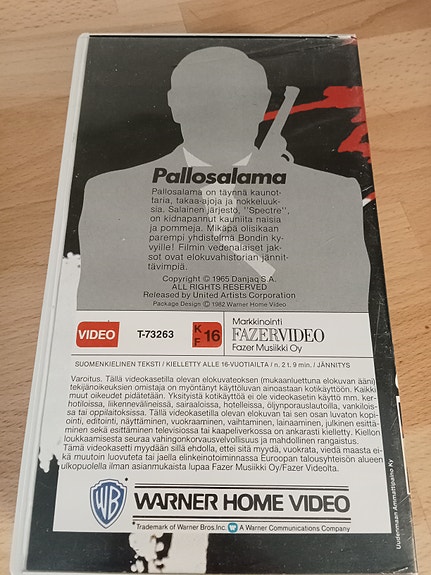 Pallosalama
Pallosalama on täynnä kaunot-
taria, takaa-ajoja ja nokkeluuk-
sia. Salainen järjestö, "Spectre",
on kidnapannut kauniita naisia
ja pommeja. Mikäpä olisikaan
parempi yhdistelmä Bondin ky-
vyille! Filmin vedenalaiset jak-
sot ovat elokuvahistorian jännit-
tävimpiä.
Copyright © 1965 Danjaq S.A.
ALL RIGHTS RESERVED
Released by United Artists Corporation
Package Design © 1982 Warner Home Video
VIDEO
T-73263
K
F 16
Markkinointi
FAZERVIDEO
Fazer Musiikki Oy
SUOMENKIELINEN TEKSTI / KIELLETTY ALLE 16-VUOTIAILTA / n. 2 t. 9 min. / JÄNNITYS
Varoitus. Tällä videokasetilla olevan elokuvateoksen (mukaanluettuna elokuvan ääni)
tekijänoikeuksien omistaja on myöntänyt käyttöluvan ainoastaan kotikäyttöön. Kaikki
muut oikeudet pidätetään. Yksityistä kotikäyttöä ei ole videokasetin käyttö mm. ker-
hotiloissa, liikennevälineissä, sairaaloissa, hotelleissa, öljynporauslautoilla, vankilois-
sa tai oppilaitoksissa. Tällä videokasetilla olevan elokuvan tai sen osan luvaton kopi-
ointi, editointi, näyttäminen, vuokraaminen, vaihtaminen, lainaaminen, julkinen esittä-
minen sekä esittäminen televisiossa tai kaapeliverkossa on ankarasti kielletty. Kiellon
loukkaamisesta seuraa vahingonkorvausvelvollisuus ja mahdollinen rangaistus.
Tämä videokasetti myydään sillä ehdolla, ettei sitä myydä, vuokrata, viedä maasta ei-
kä muutoin luovuteta tai jaella elinkeinotoiminnassa Euroopan talousyhteisön alueen
ulkopuolella ilman asianmukaista lupaa Fazer Musiikki Oy/Fazer Videolta.
WB
WARNER HOME VIDEO
Trademark of Warner Bros. Inc. A Warner Communications Company
Uudenmaan Ammattipaino Ky